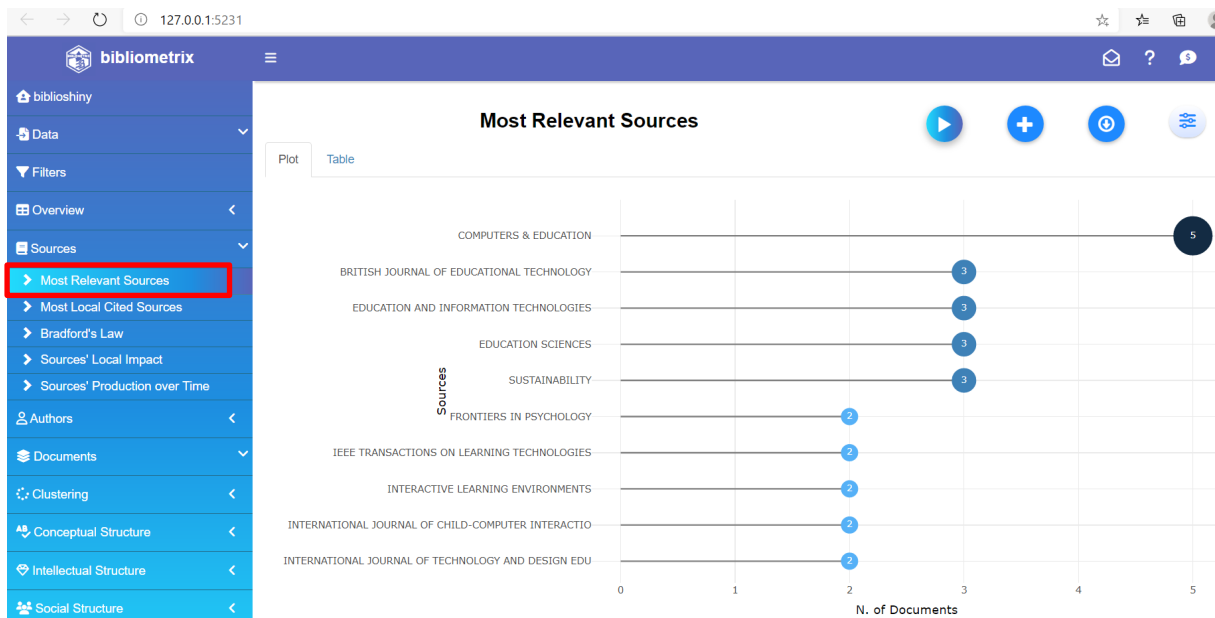 127.0.0.1:5231
bibliometrix
?
$
biblioshiny
Data
Filters
Overview
Sources
Most Relevant Sources
Most Local Cited Sources
Bradford's Law
Sources' Local Impact
Sources' Production over Time
Authors
Documents
Clustering
AB
Conceptual Structure
Intellectual Structure
Social Structure
Most Relevant Sources
Plot Table
COMPUTERS & EDUCATION 5
BRITISH JOURNAL OF EDUCATIONAL TECHNOLOGY 3
EDUCATION AND INFORMATION TECHNOLOGIES 3
EDUCATION SCIENCES 3
SUSTAINABILITY 3
FRONTIERS IN PSYCHOLOGY 2
IEEE TRANSACTIONS ON LEARNING TECHNOLOGIES 2
INTERACTIVE LEARNING ENVIRONMENTS 2
INTERNATIONAL JOURNAL OF CHILD-COMPUTER INTERACTIO 2
INTERNATIONAL JOURNAL OF TECHNOLOGY AND DESIGN EDU 2
Sources
0 1 2 3 4 5
N. of Documents